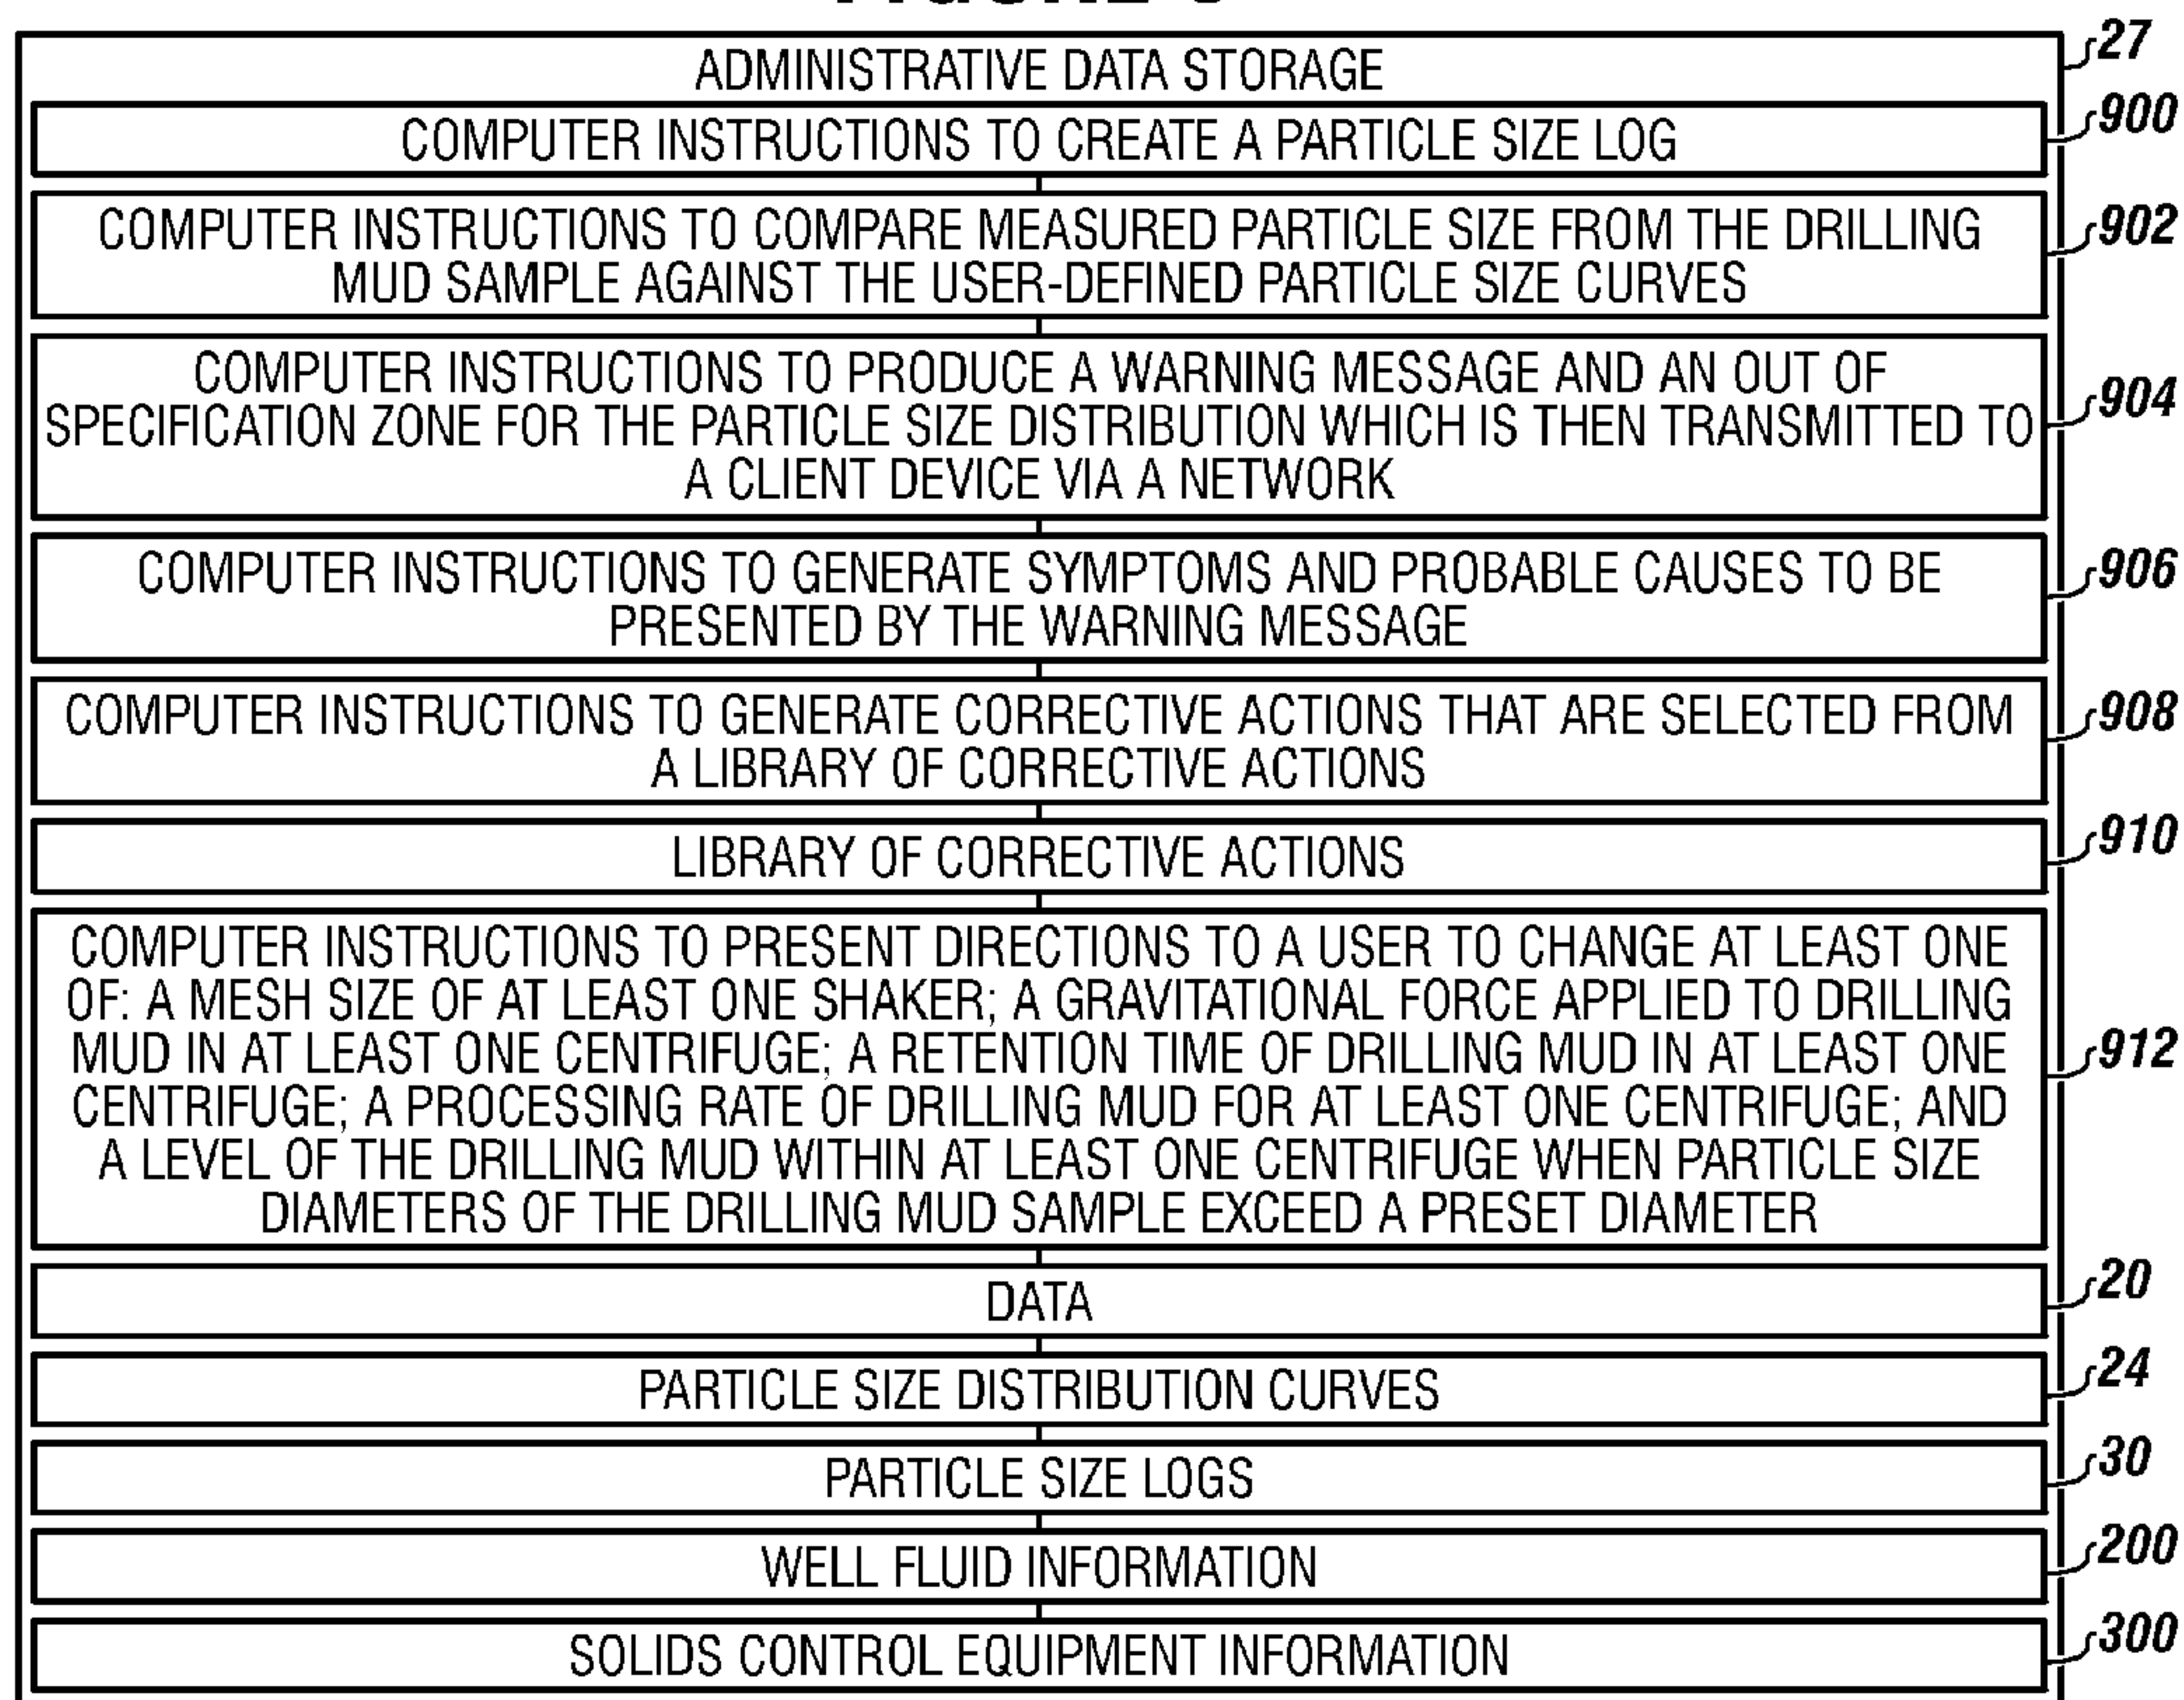 ADMINISTRATIVE DATA STORAGE
27
COMPUTER INSTRUCTIONS TO CREATE A PARTICLE SIZE LOG
900
COMPUTER INSTRUCTIONS TO COMPARE MEASURED PARTICLE SIZE FROM THE DRILLING
MUD SAMPLE AGAINST THE USER-DEFINED PARTICLE SIZE CURVES
902
COMPUTER INSTRUCTIONS TO PRODUCE A WARNING MESSAGE AND AN OUT OF
SPECIFICATION ZONE FOR THE PARTICLE SIZE DISTRIBUTION WHICH IS THEN TRANSMITTED TO
A CLIENT DEVICE VIA A NETWORK
904
COMPUTER INSTRUCTIONS TO GENERATE SYMPTOMS AND PROBABLE CAUSES TO BE
PRESENTED BY THE WARNING MESSAGE
906
COMPUTER INSTRUCTIONS TO GENERATE CORRECTIVE ACTIONS THAT ARE SELECTED FROM
A LIBRARY OF CORRECTIVE ACTIONS
908
LIBRARY OF CORRECTIVE ACTIONS
910
COMPUTER INSTRUCTIONS TO PRESENT DIRECTIONS TO A USER TO CHANGE AT LEAST ONE
OF: A MESH SIZE OF AT LEAST ONE SHAKER; A GRAVITATIONAL FORCE APPLIED TO DRILLING
MUD IN AT LEAST ONE CENTRIFUGE; A RETENTION TIME OF DRILLING MUD IN AT LEAST ONE
CENTRIFUGE; A PROCESSING RATE OF DRILLING MUD FOR AT LEAST ONE CENTRIFUGE; AND
A LEVEL OF THE DRILLING MUD WITHIN AT LEAST ONE CENTRIFUGE WHEN PARTICLE SIZE
DIAMETERS OF THE DRILLING MUD SAMPLE EXCEED A PRESET DIAMETER
912
DATA
20
PARTICLE SIZE DISTRIBUTION CURVES
24
PARTICLE SIZE LOGS
30
WELL FLUID INFORMATION
200
SOLIDS CONTROL EQUIPMENT INFORMATION
300